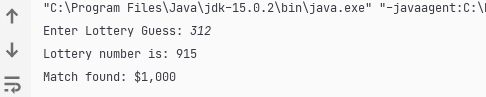 "C:\Program Files\Java\jdk-15.0.2\bin\java.exe" "-javaagent:C:\
Enter Lottery Guess: 312
Lottery number is: 915
Match found: $1,000